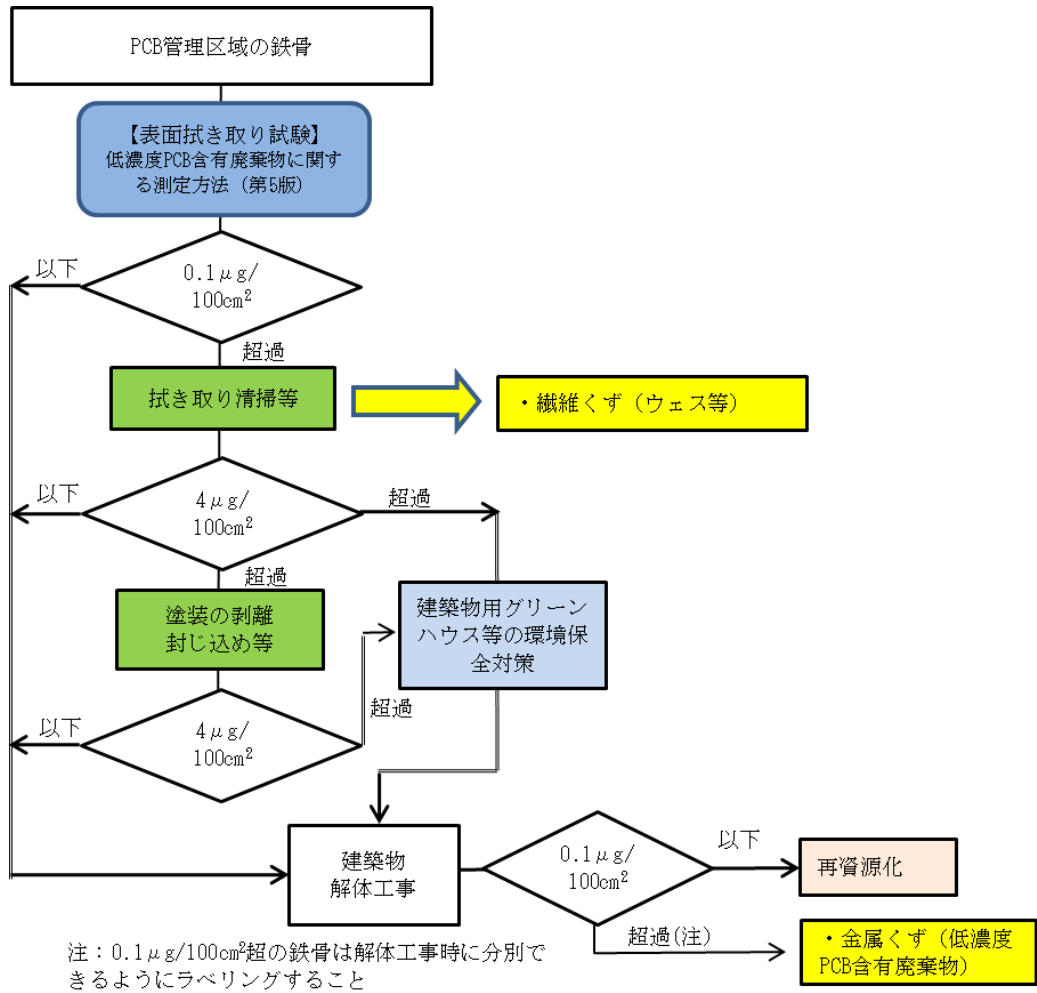 PCB管理区域の鉄骨
【表面拭き取り試験】
低濃度PCB含有廃棄物に関す
る測定方法（第5版）
以下
0.1μg/
100cm²
超過
拭き取り清掃等
・繊維くず（ウェス等）
以下
4μg/
100cm²
超過
超過
塗装の剥離
封じ込め等
建築物用グリーン
ハウス等の環境保
全対策
以下
4μg/
100cm²
超過
建築物
解体工事
0.1μg/
100cm²
以下
再資源化
超過(注)
・金属くず（低濃度
PCB含有廃棄物）
注：0.1μg/100cm²超の鉄骨は解体工事時に分別で
きるようにラベリングすること